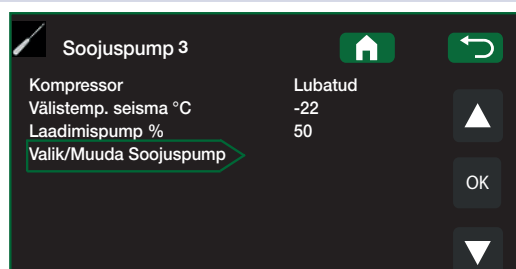 Soojuspump 3
Kompressor Lubatud
Välistemp. seisma °C -22
Laadimispump % 50
Valik/Muuda Soojuspump
OK